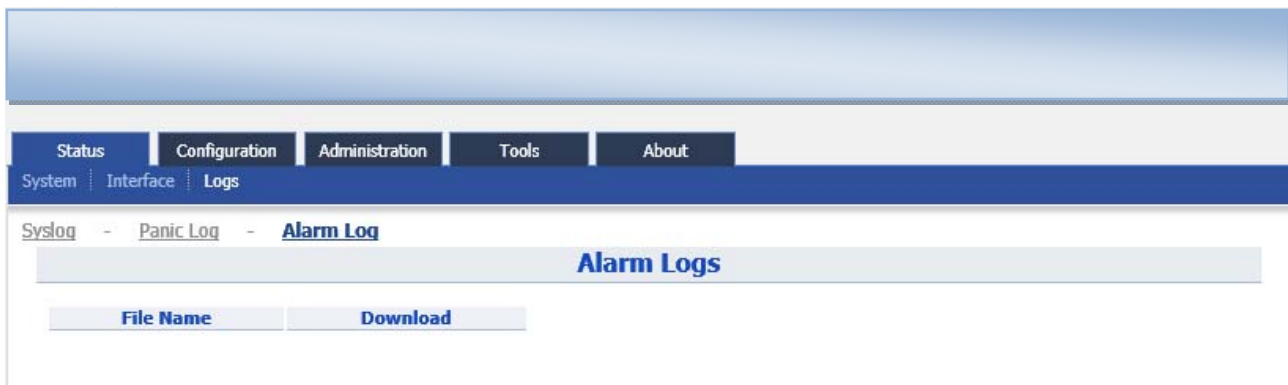 Status Configuration Administration Tools About
System Interface Logs
Syslog - Panic Log - Alarm Log
Alarm Logs
File Name Download